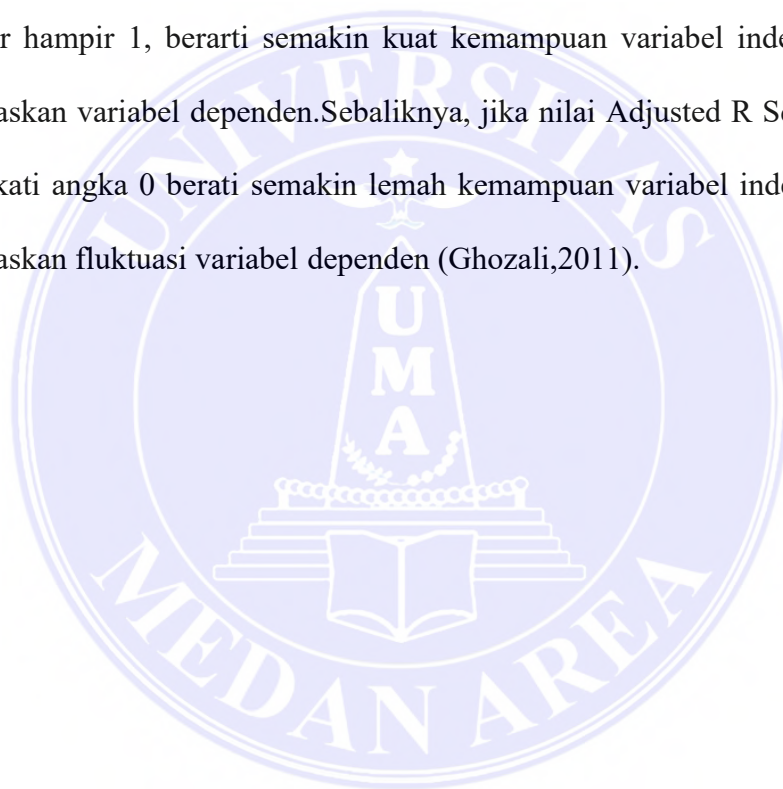 r hampir 1, berarti semakin kuat kemampuan variabel inde
askan variabel dependen.Sebaliknya, jika nilai Adjusted R S
kati angka 0 berati semakin lemah kemampuan variabel inde
askan fluktuasi variabel dependen (Ghozali,2011).
UNIVERSITAS
U
M
A
MEDAN AREA